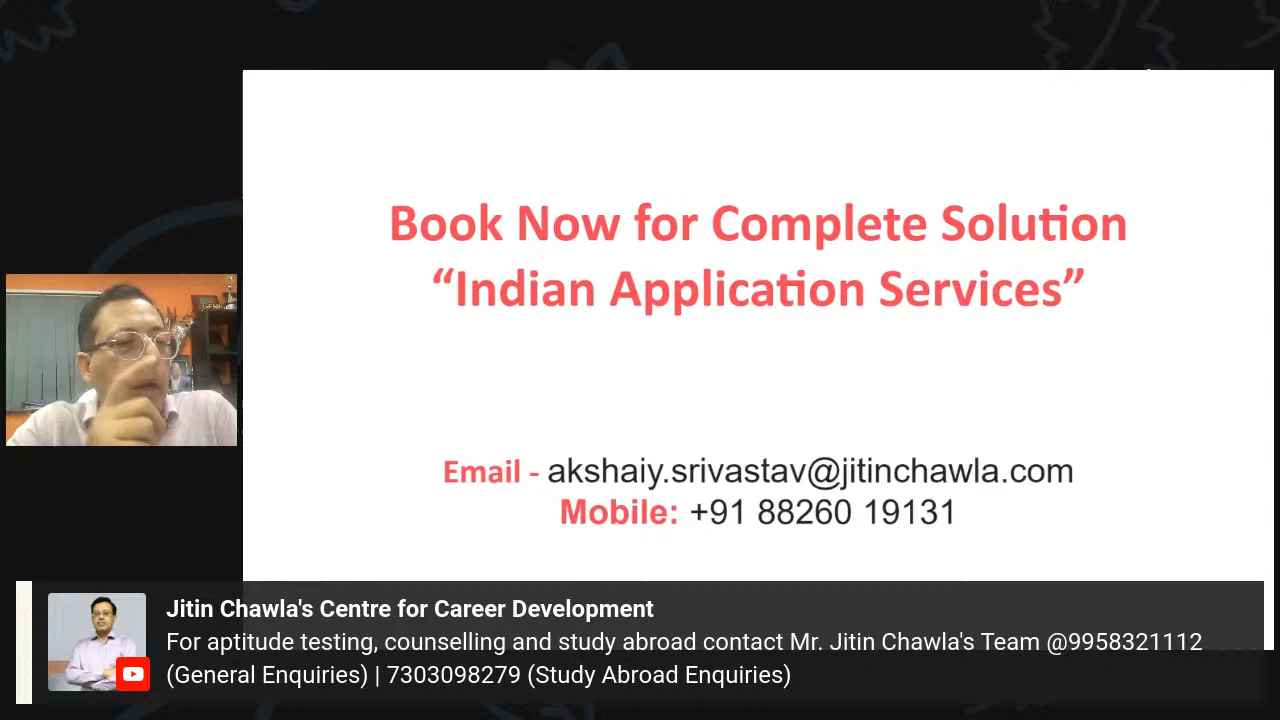 Book Now for Complete Solution
“Indian Application Services”
Email - akshaiy.srivastav@jitinchawla.com
Mobile: +91 88260 19131
Jitin Chawla's Centre for Career Development
For aptitude testing, counselling and study abroad contact Mr. Jitin Chawla's Team @9958321112
(General Enquiries) | 7303098279 (Study Abroad Enquiries)